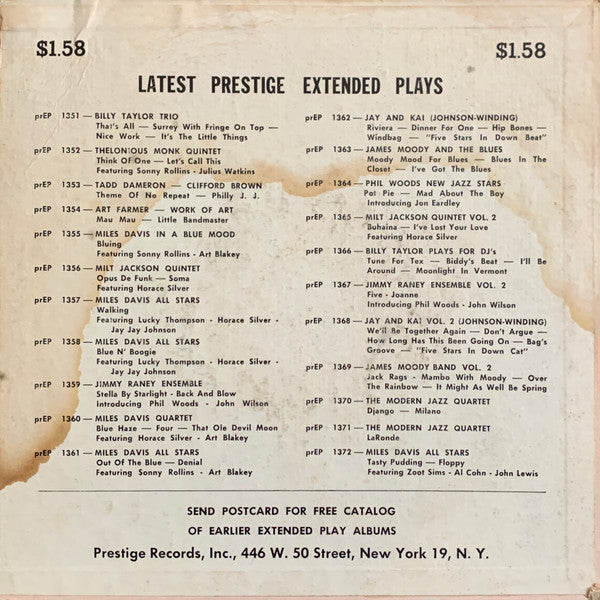 $1.58
$1.58
LATEST PRESTIGE EXTENDED PLAYS
prEP 1351 — BILLY TAYLOR TRIO
That's All — Surrey With Fringe On Top —
Nice Work — It's The Little Things
prEP 1352 — THELONIOUS MONK QUINTET
Think Of One — Let's Call This
Featuring Sonny Rollins - Julius Watkins
prEP 1353 — TADD DAMERON — CLIFFORD BROWN
Theme Of No Repeat — Philly J. J.
prEP 1354 — ART FARMER — WORK OF ART
Mau Mau — Little Bandmaster
prEP 1355 — MILES DAVIS IN A BLUE MOOD
Bluing
Featuring Sonny Rollins - Art Blakey
prEP 1356 — MILT JACKSON QUINTET
Opus De Funk — Soma
Featuring Horace Silver
prEP 1357 — MILES DAVIS ALL STARS
Walking
Featuring Lucky Thompson - Horace Silver -
Jay Jay Johnson
prEP 1358 — MILES DAVIS ALL STARS
Blue N' Boogie
Featuring Lucky Thompson - Horace Silver -
Jay Jay Johnson
prEP 1359 — JIMMY RANEY ENSEMBLE
Stella By Starlight - Back And Blow
Introducing Phil Woods - John Wilson
prEP 1360 — MILES DAVIS QUARTET
Blue Haze — Four — That Ole Devil Moon
Featuring Horace Silver - Art Blakey
prEP 1361 — MILES DAVIS ALL STARS
Out Of The Blue — Denial
Featuring Sonny Rollins - Art Blakey
prEP 1362 — JAY AND KAI (JOHNSON-WINDING)
Riviera — Dinner For One — Hip Bones —
Windbag — "Five Stars In Down Beat"
prEP 1363 — JAMES MOODY AND THE BLUES
Moody Mood For Blues — Blues In The
Closet — I've Got The Blues
prEP 1364 — PHIL WOODS NEW JAZZ STARS
Pot Pie — Mad About The Boy
Introducing Jon Eardley
prEP 1365 — MILT JACKSON QUINTET VOL. 2
Buhaina — I've Lost Your Love
Featuring Horace Silver
prEP 1366 — BILLY TAYLOR PLAYS FOR DJ's
Tune For Tex — Biddy's Beat — I'll Be
Around — Moonlight In Vermont
prEP 1367 — JIMMY RANEY ENSEMBLE VOL. 2
Five - Joanne
Introducing Phil Woods - John Wilson
prEP 1368 — JAY AND KAI VOL. 2 (JOHNSON-WINDING)
We'll Be Together Again — Don't Argue —
How Long Has This Been Going On — Bag's
Groove — "Five Stars In Down Cat"
prEP 1369 — JAMES MOODY BAND VOL. 2
Jack Rags - Mambo With Moody — Over
The Rainbow — It Might As Well Be Spring
prEP 1370 — THE MODERN JAZZ QUARTET
Django — Milano
prEP 1371 — THE MODERN JAZZ QUARTET
LaRonde
prEP 1372 — MILES DAVIS ALL STARS
Tasty Pudding — Floppy
Featuring Zoot Sims - Al Cohn - John Lewis
SEND POSTCARD FOR FREE CATALOG
OF EARLIER EXTENDED PLAY ALBUMS
Prestige Records, Inc., 446 W. 50 Street, New York 19, N. Y.